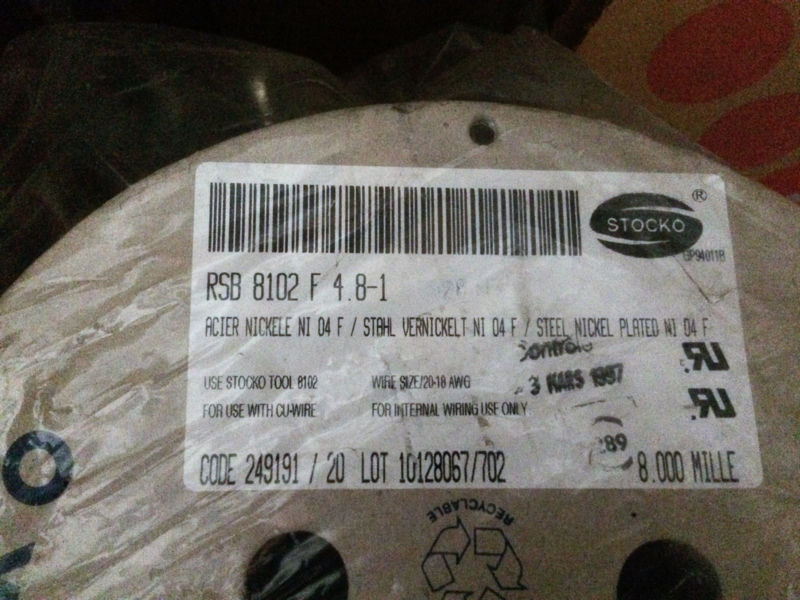 STOCKO ®
GP94011B
RSB 8102 F 4.8-1
ACIER NICKELE NI 04 F / STAHL VERNICKELT NI 04 F / STEEL NICKEL PLATED NI 04 F
Contrôle
USE STOCKO TOOL 8102 WIRE SIZE/20-18 AWG
3 MARS 1997
FOR USE WITH CU-WIRE FOR INTERNAL WIRING USE ONLY
89
CODE 249191 / 20 LOT 10128067/702 8.000 MILLE
RECYCLABLE